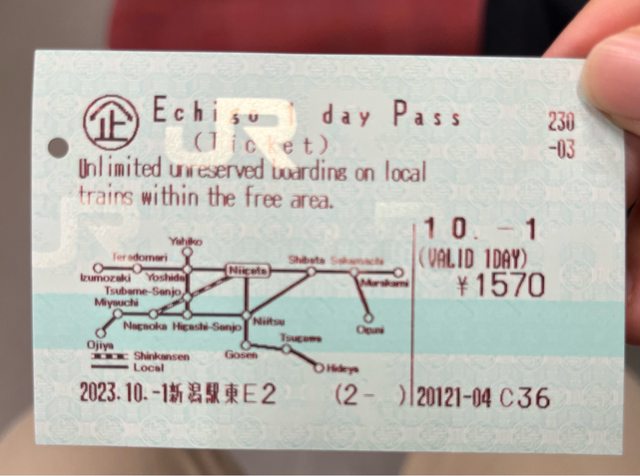 企 Echigo 1 day Pass 230
(Ticket) -03
Unlimited unreserved boarding on local
trains within the free area.
10. -1
(VALID 1DAY)
¥1570
Yahiko
Teradomari Niigata Shibata Sakamachi
Izumozaki Yoshida Murakami
Tsubame-Sanjo
Miyauchi
Nagaoka Higashi-Sanjo Niitsu Oguni
Ojiya Gosen Tsugawa
Shinkansen Hideya
Local
2023.10.-1新潟駅東E2 (2- )20121-04 C36
JR